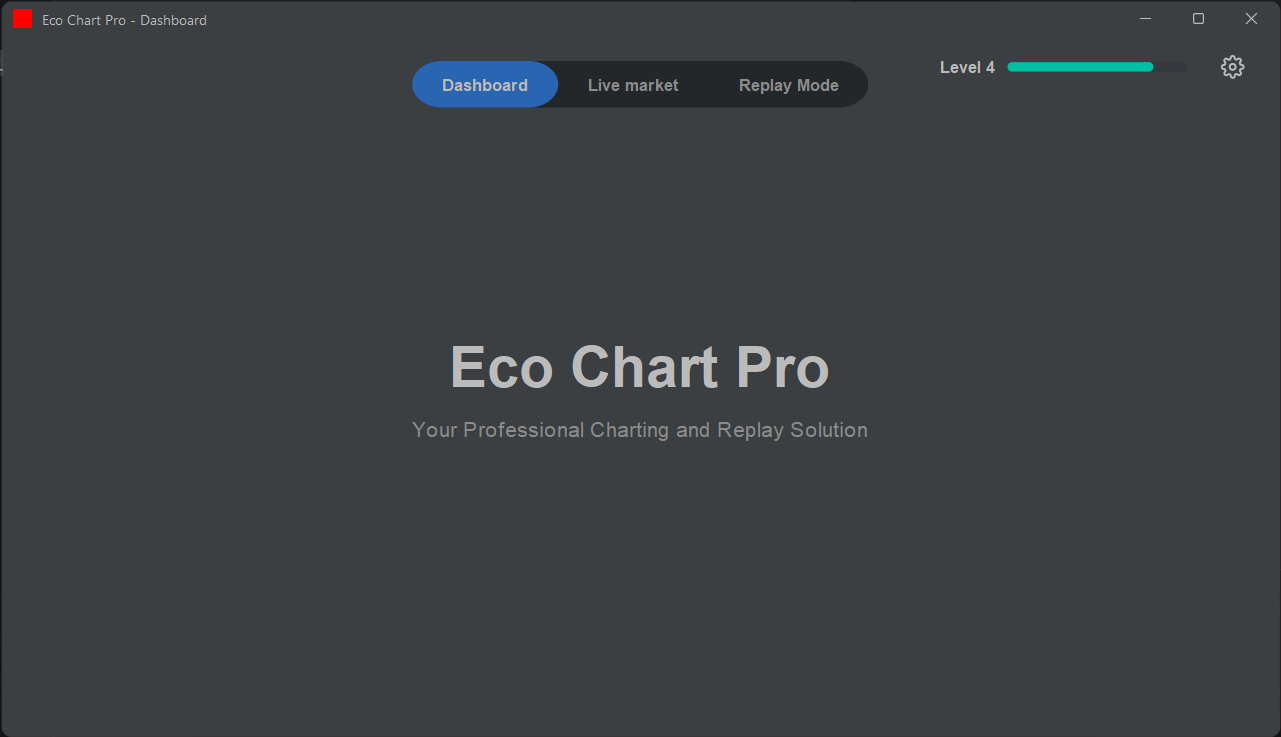 Eco Chart Pro - Dashboard
Dashboard
Live market
Replay Mode
Level 4
Eco Chart Pro
Your Professional Charting and Replay Solution